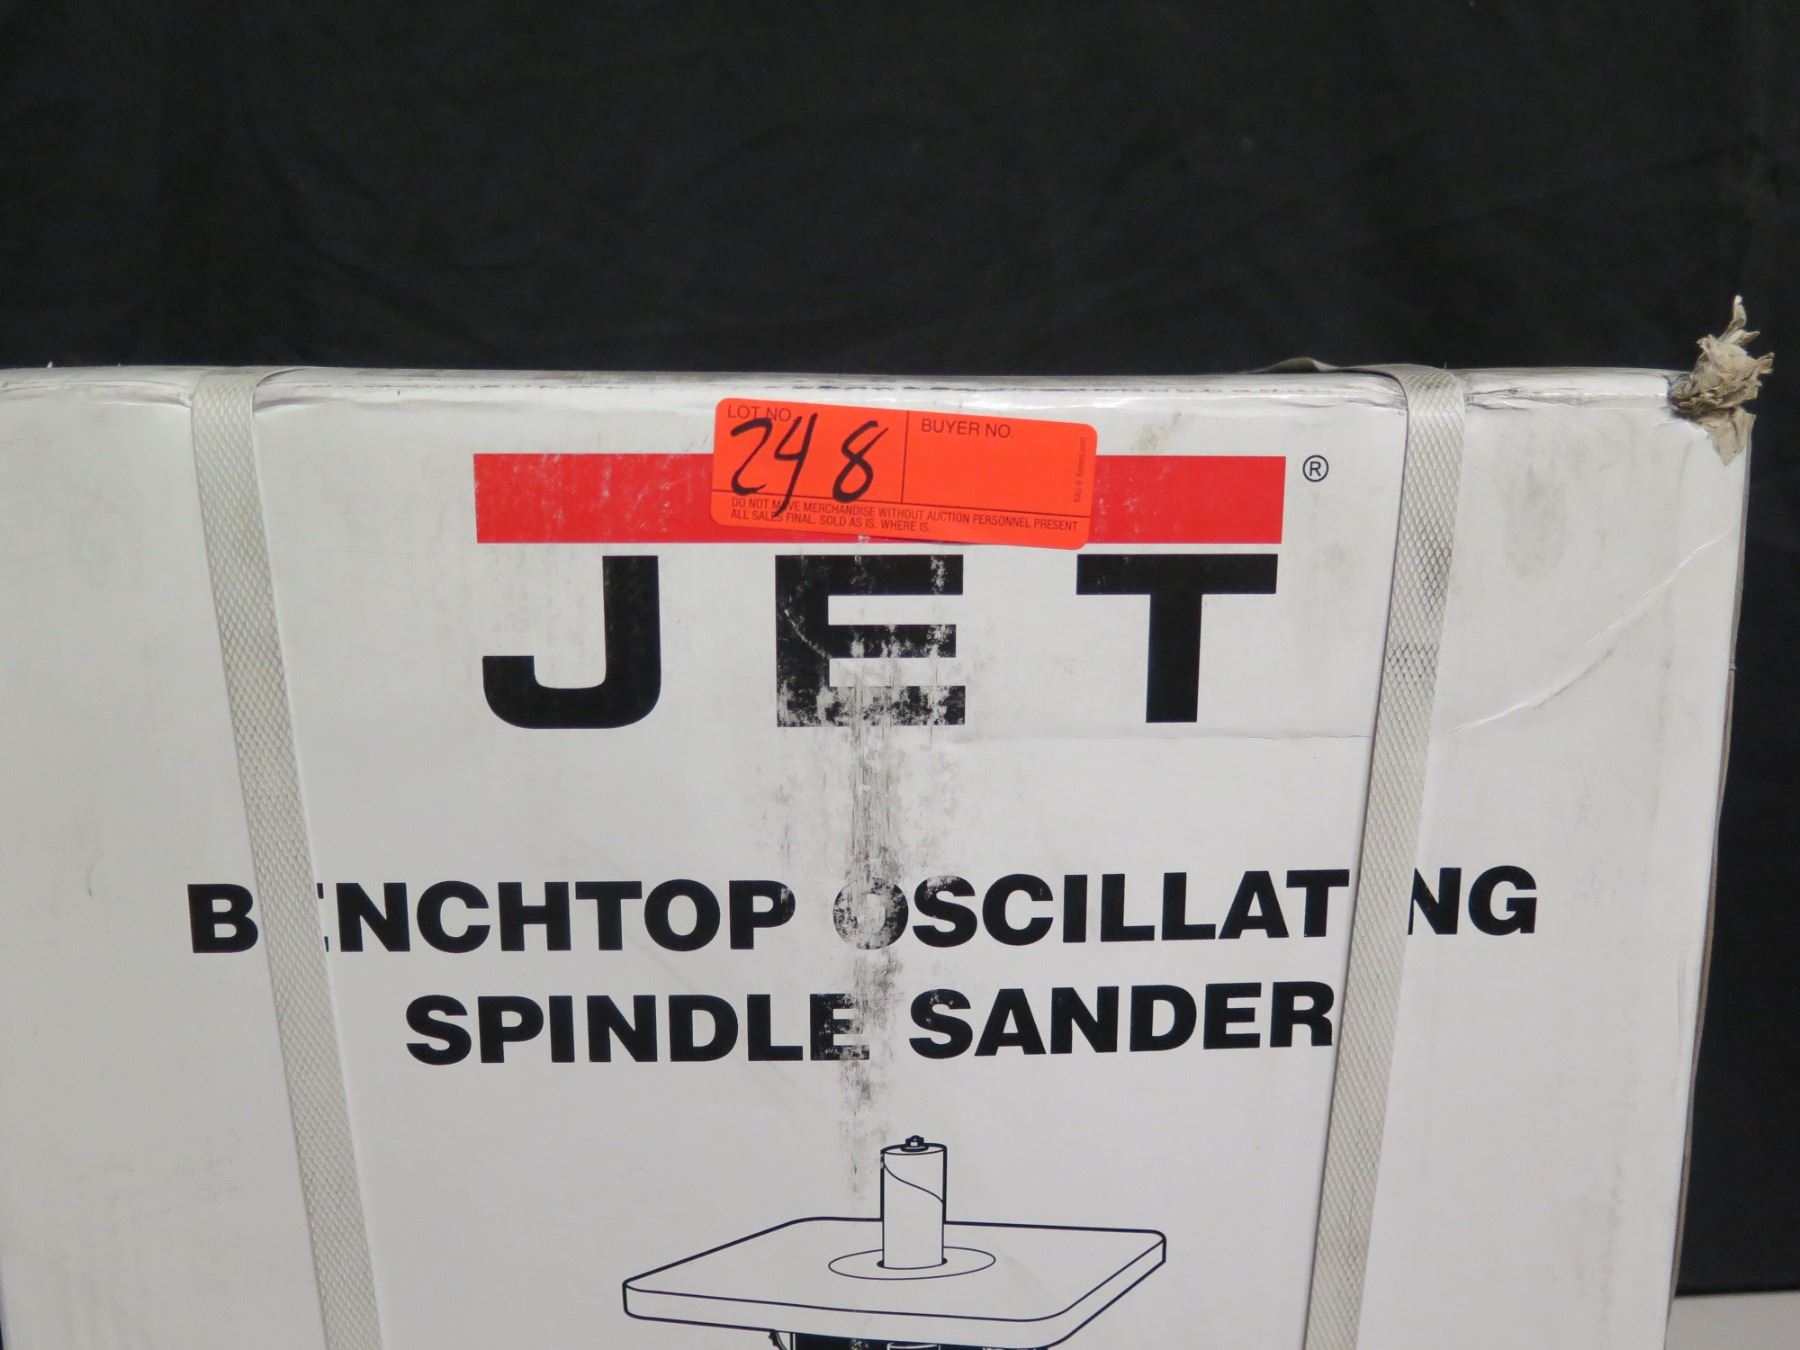 LOT NO.
248
BUYER NO.
DO NOT MOVE MERCHANDISE WITHOUT AUCTION PERSONNEL PRESENT
ALL SALES FINAL. SOLD AS IS. WHERE IS.
®
JET
BENCHTOP OSCILLATING
SPINDLE SANDER